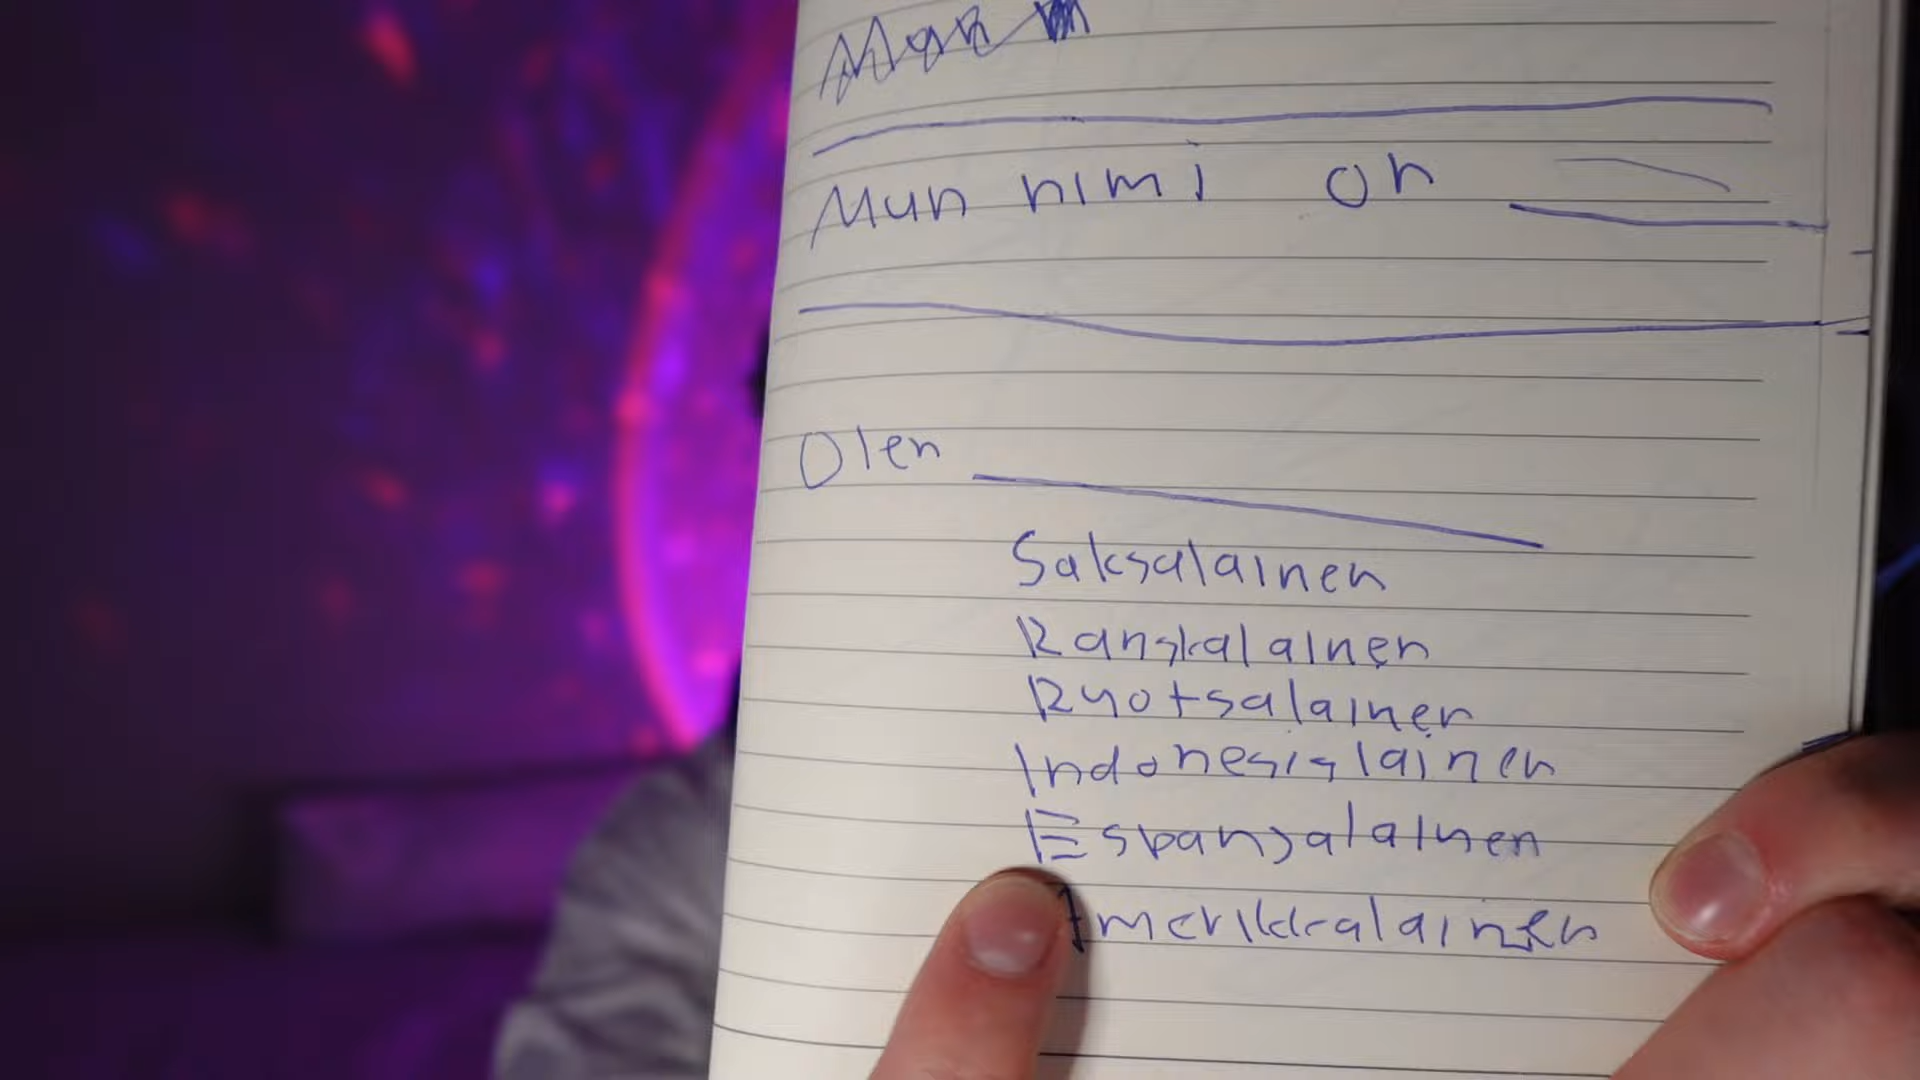 Mun nimi on
Olen
Saksalainen
Ranskalainen
Ruotsalainen
Indonesialainen
Espanjalainen
Amerikkalainen